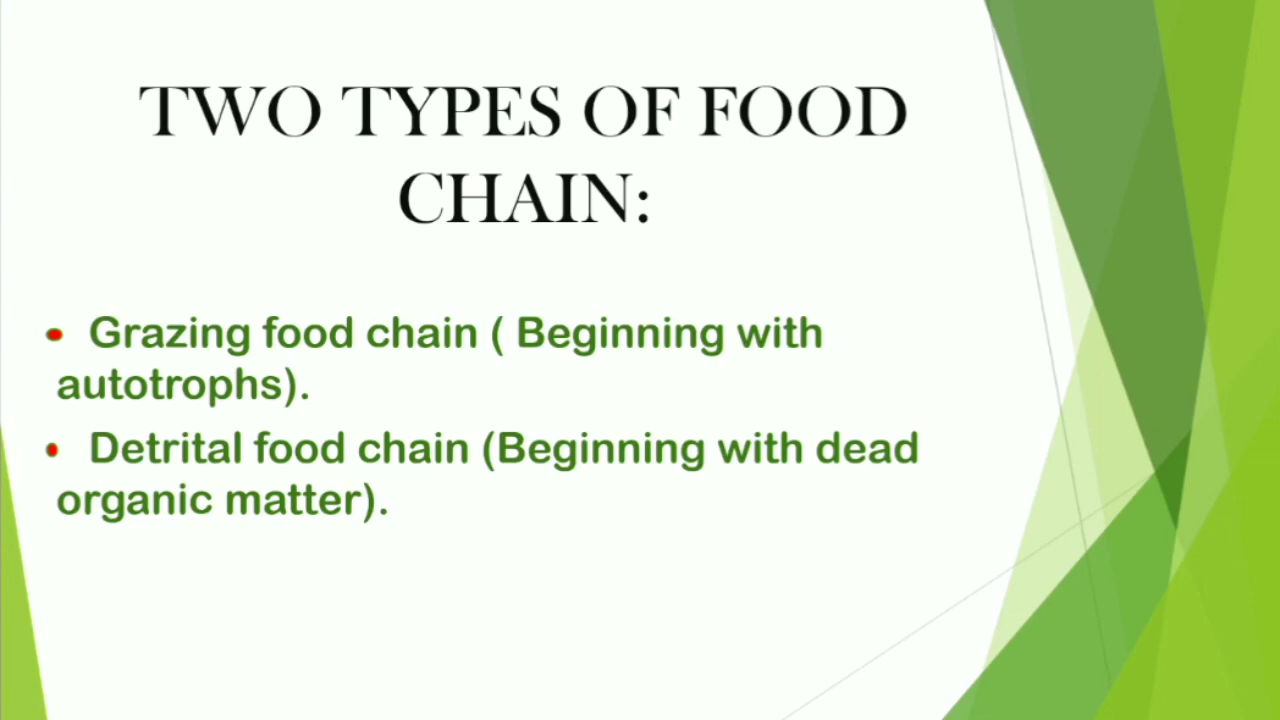 TWO TYPES OF FOOD
CHAIN:
• Grazing food chain ( Beginning with
autotrophs).
• Detrital food chain (Beginning with dead
organic matter).